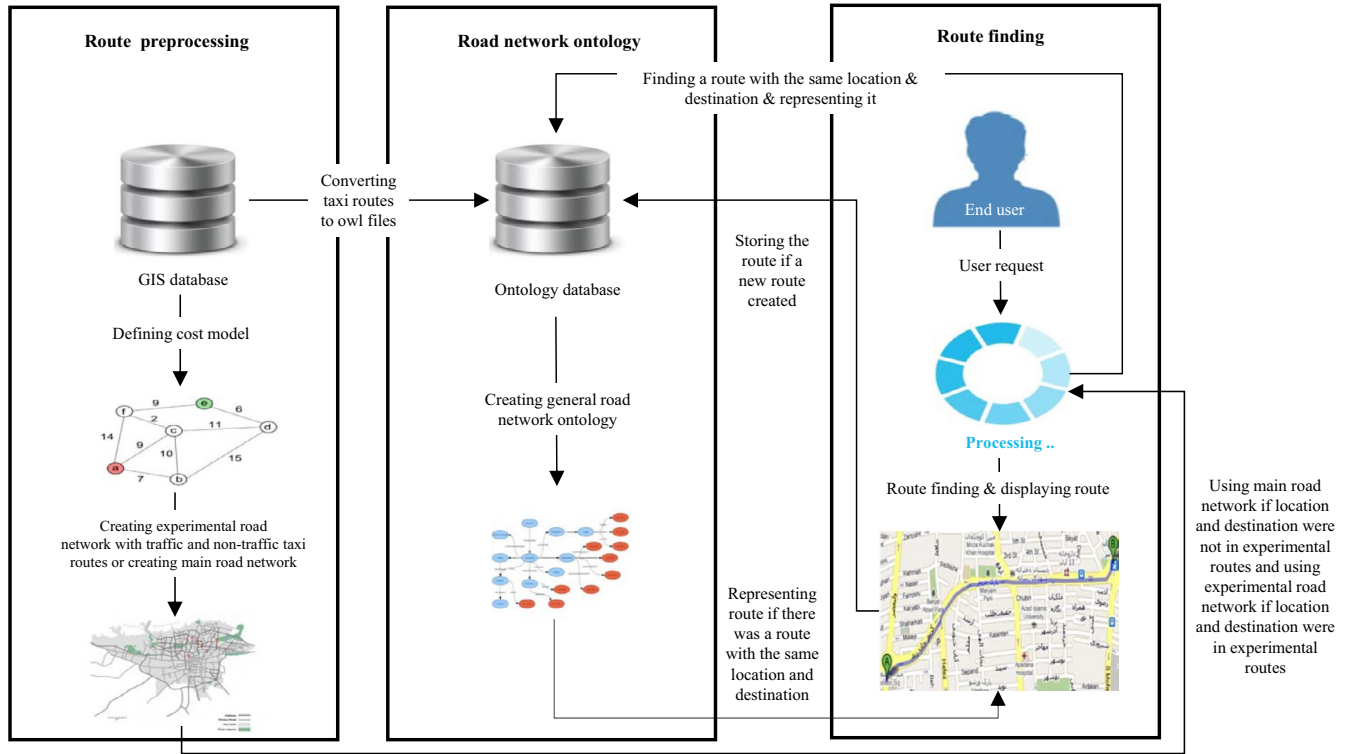 Route preprocessing
GIS database
Defining cost model
f
9
e
6
2
14
c
11
d
9
10
15
a
7
b
Creating experimental road
network with traffic and non-traffic taxi
routes or creating main road network
Converting
taxi routes
to owl files
Road network ontology
Finding a route with the same location &
destination & representing it
Ontology database
Creating general road
network ontology
Storing the
route if a
new route
created
Representing
route if there
was a route
with the same
location and
destination
Route finding
End user
User request
Processing ..
Route finding & displaying route
B
A
Using main road
network if location
and destination were
not in experimental
routes and using
experimental road
network if location
and destination were
in experimental
routes